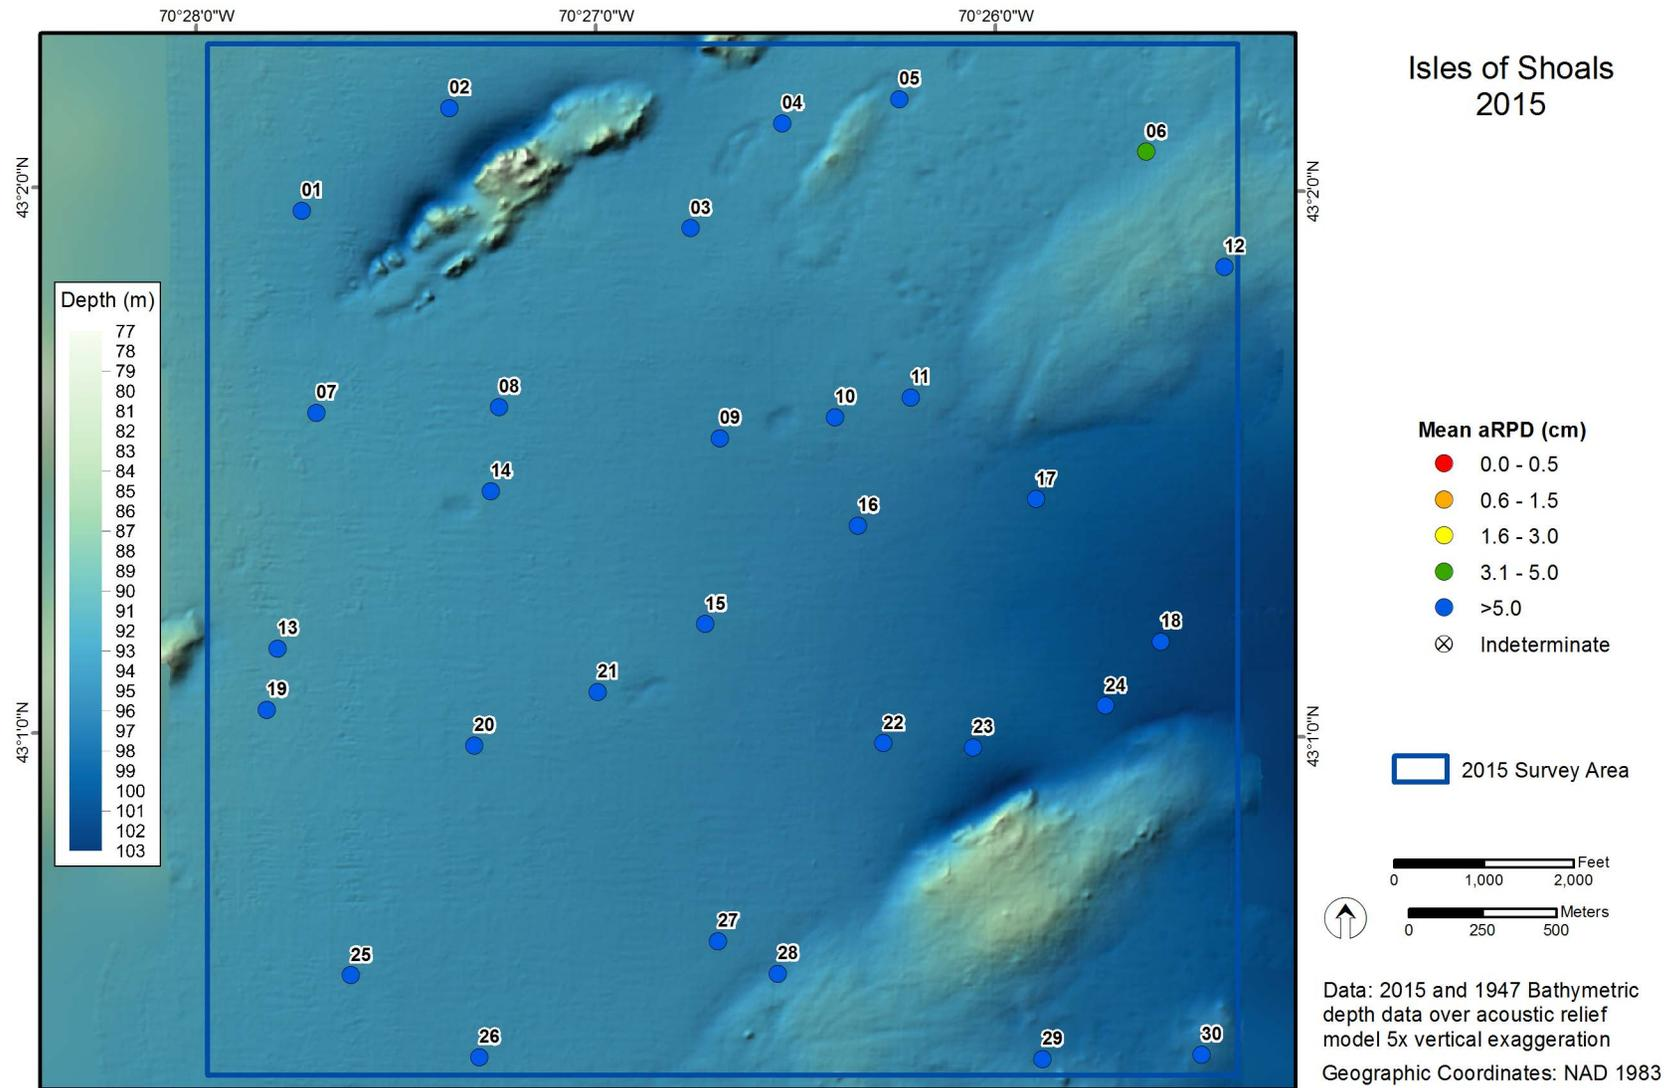 70°28'0"W
70°27'0"W
70°26'0"W
Isles of Shoals
2015
43°2'0"N
43°2'0"N
43°1'0"N
43°1'0"N
01
02
03
04
05
06
07
08
09
10
11
12
13
14
15
16
17
18
19
20
21
22
23
24
25
26
27
28
29
30
Depth (m)
77
78
79
80
81
82
83
84
85
86
87
88
89
90
91
92
93
94
95
96
97
98
99
100
101
102
103
Mean aRPD (cm)
0.0 - 0.5
0.6 - 1.5
1.6 - 3.0
3.1 - 5.0
>5.0
Indeterminate
2015 Survey Area
Feet
0 1,000 2,000
Meters
0 250 500
Data: 2015 and 1947 Bathymetric
depth data over acoustic relief
model 5x vertical exaggeration
Geographic Coordinates: NAD 1983